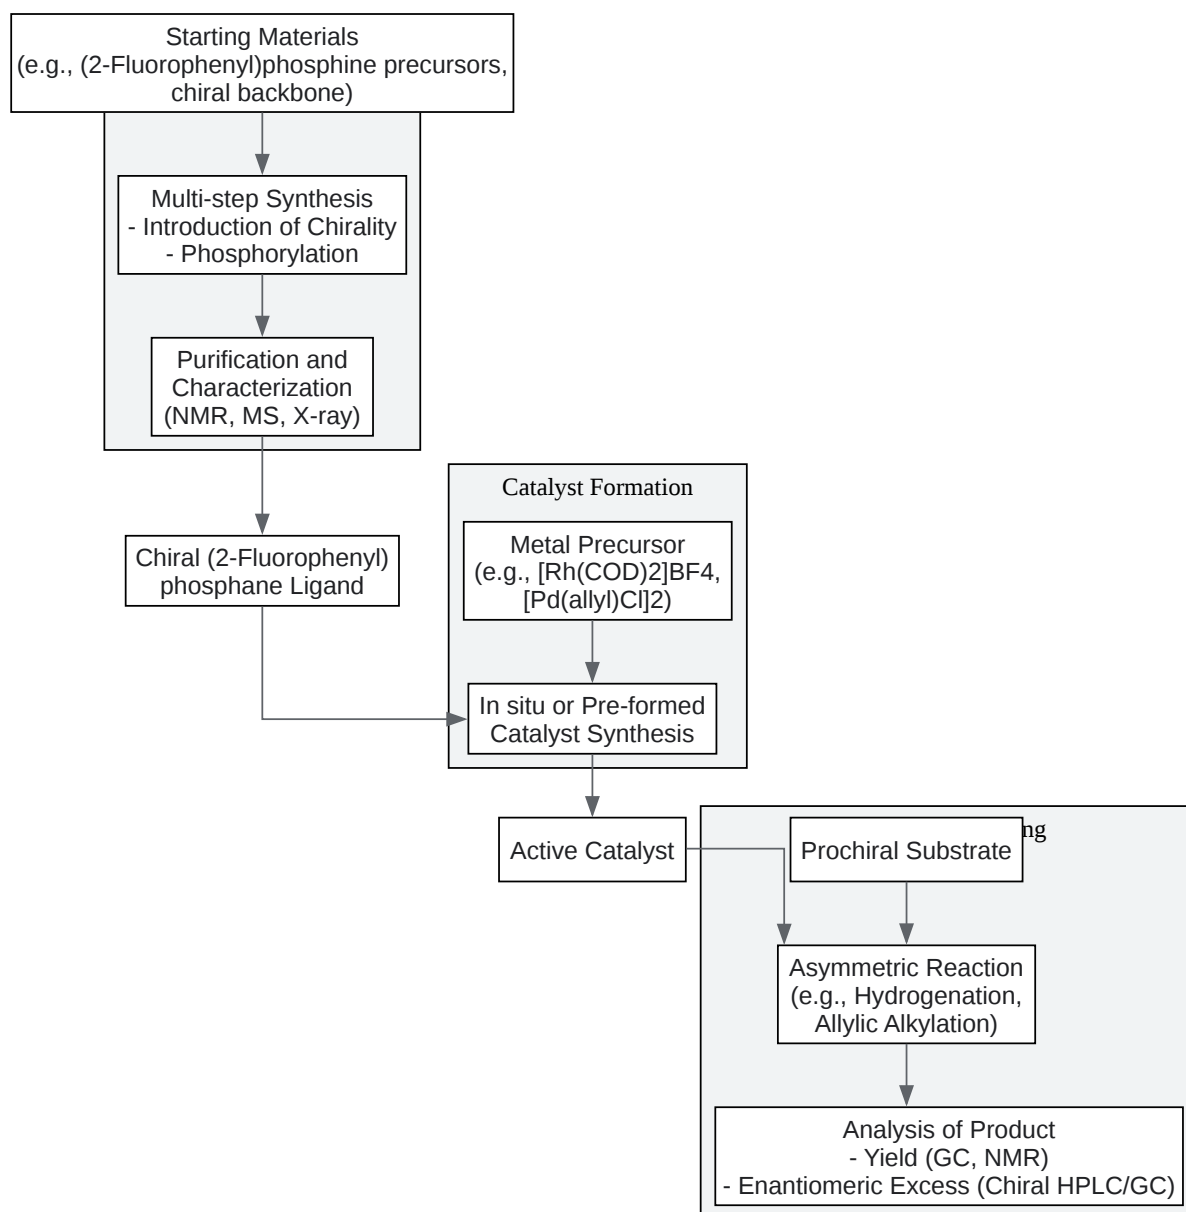 Starting Materials
(e.g., (2-Fluorophenyl)phosphine precursors,
chiral backbone)
Multi-step Synthesis
- Introduction of Chirality
- Phosphorylation
Purification and
Characterization
(NMR, MS, X-ray)
Chiral (2-Fluorophenyl)
phosphane Ligand
Catalyst Formation
Metal Precursor
(e.g., [Rh(COD)2]BF4,
[Pd(allyl)Cl]2)
In situ or Pre-formed
Catalyst Synthesis
Active Catalyst
Prochiral Substrate
Asymmetric Reaction
(e.g., Hydrogenation,
Allylic Alkylation)
Analysis of Product
- Yield (GC, NMR)
- Enantiomeric Excess (Chiral HPLC/GC)